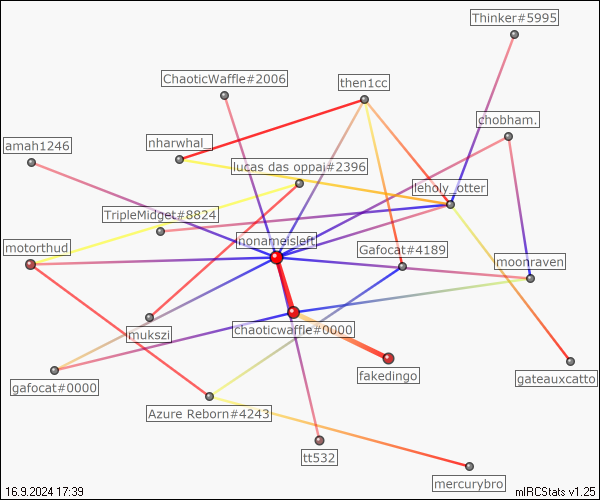 Thinker#5995
ChaoticWaffle#2006
then1cc
chobham.
nharwhal_
amah1246
lucas das oppai#2396
leholy_otter
TripleMidget#8824
nonameisleft
motorthud
Gafocat#4189
moonraven
chaoticwaffle#0000
mukszi
fakedingo
gateauxcatto
gafocat#0000
Azure Reborn#4243
tt532
mercurybro
16.9.2024 17:39
mIRCStats v1.25